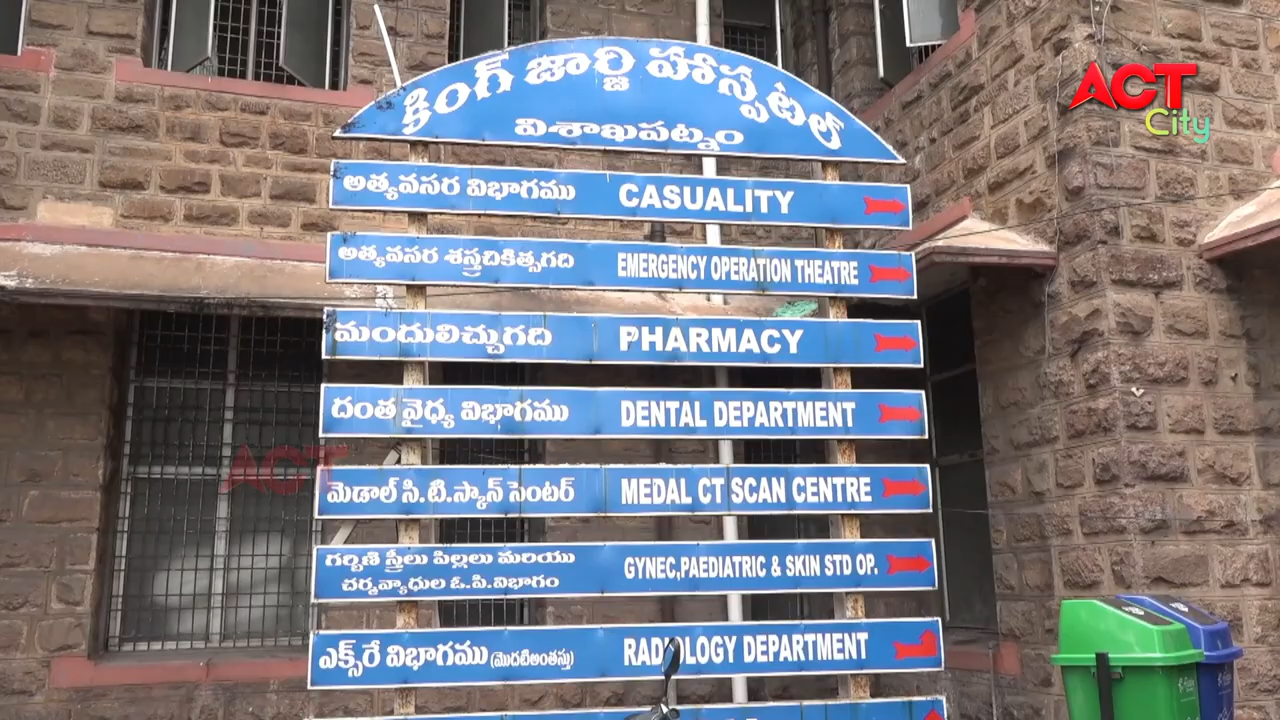 కింగ్ జార్జి హాస్పటల్
విశాఖపట్నం
అత్యవసర విభాగము CASUALITY
అత్యవసర శస్త్రచికిత్సగది EMERGENCY OPERATION THEATRE
మందులిచ్చుగది PHARMACY
దంత వైధ్య విభాగము DENTAL DEPARTMENT
మెడాల్ సి.టి.స్కాన్ సెంటర్ MEDAL CT SCAN CENTRE
గర్భిణి స్త్రీలు పిల్లలు మరియు
చర్మవ్యాధుల ఓ.పి.విభాగం GYNEC,PAEDIATRIC & SKIN STD OP.
ఎక్స్‌రే విభాగము (మొదటిఅంతస్తు) RADIOLOGY DEPARTMENT
ACT
City
ACT